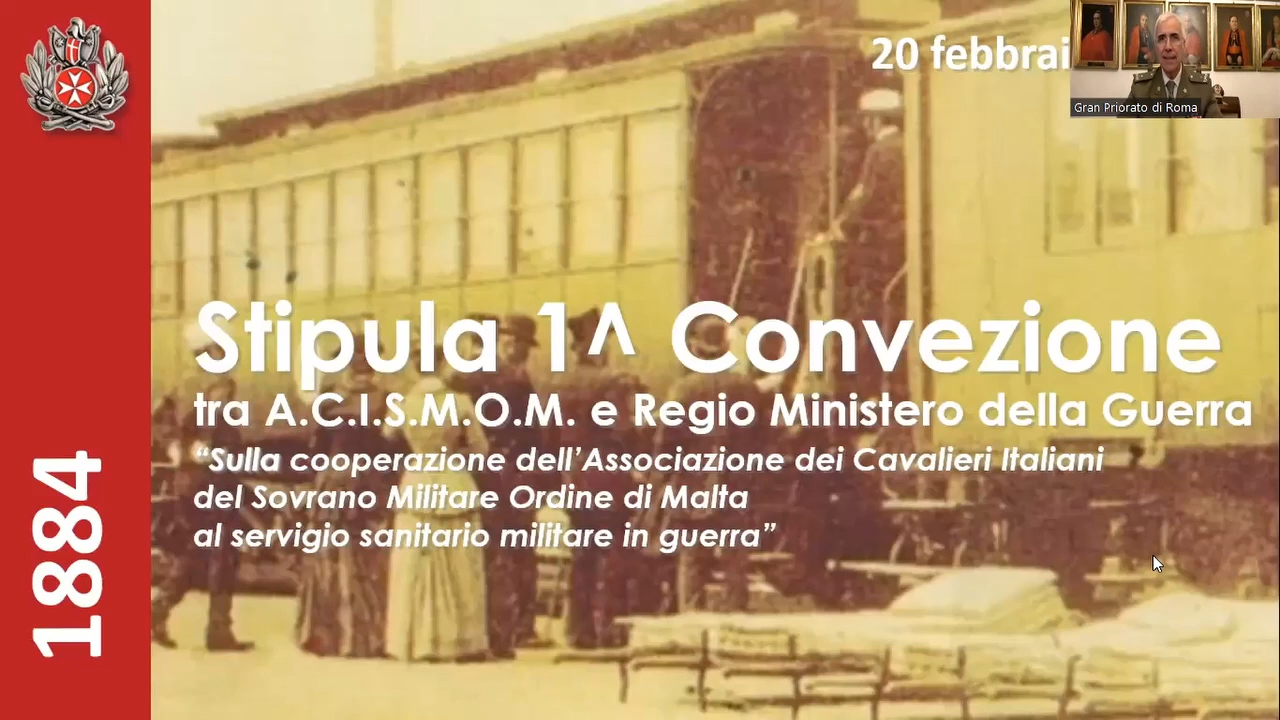 20 febbrai
Gran Priorato di Roma
Stipula 1^ Convezione
tra A.C.I.S.M.O.M. e Regio Ministero della Guerra
“Sulla cooperazione dell’Associazione dei Cavalieri Italiani
del Sovrano Militare Ordine di Malta
al servigio sanitario militare in guerra”
1884